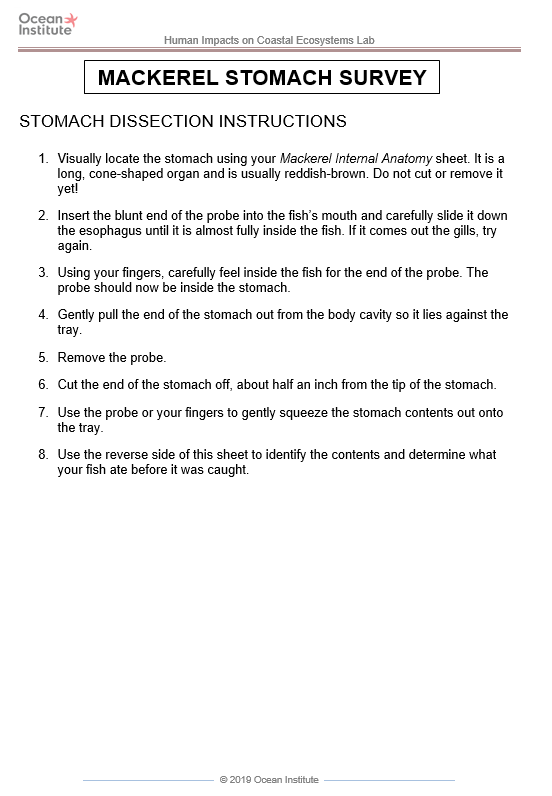 Ocean
Institute
Human Impacts on Coastal Ecosystems Lab
MACKEREL STOMACH SURVEY
STOMACH DISSECTION INSTRUCTIONS
1. Visually locate the stomach using your Mackerel Internal Anatomy sheet. It is a
long, cone-shaped organ and is usually reddish-brown. Do not cut or remove it
yet!
2. Insert the blunt end of the probe into the fish's mouth and carefully slide it down
the esophagus until it is almost fully inside the fish. If it comes out the gills, try
again.
3. Using your fingers, carefully feel inside the fish for the end of the probe. The
probe should now be inside the stomach.
4. Gently pull the end of the stomach out from the body cavity so it lies against the
tray.
5. Remove the probe.
6. Cut the end of the stomach off, about half an inch from the tip of the stomach.
7. Use the probe or your fingers to gently squeeze the stomach contents out onto
the tray.
8. Use the reverse side of this sheet to identify the contents and determine what
your fish ate before it was caught.
© 2019 Ocean Institute